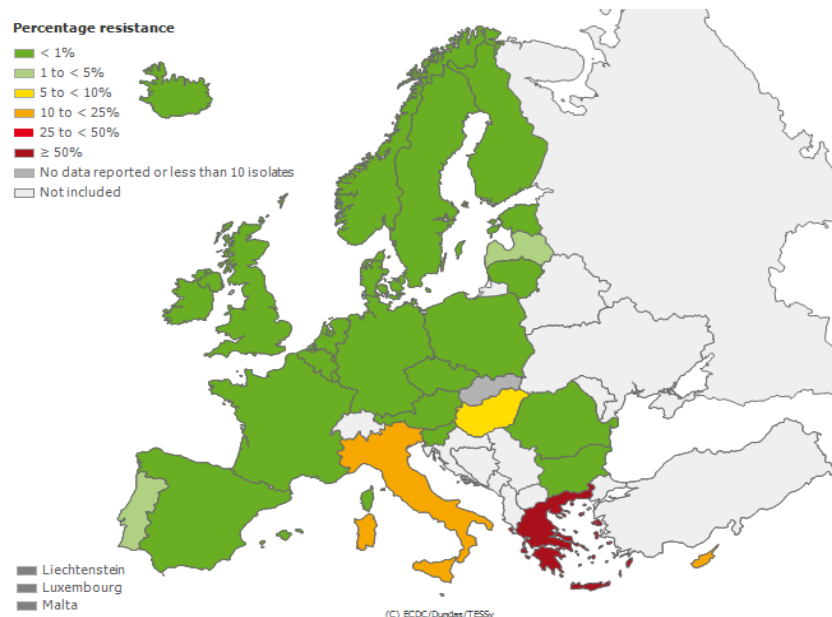 Percentage resistance
< 1%
1 to < 5%
5 to < 10%
10 to < 25%
25 to < 50%
≥ 50%
No data reported or less than 10 isolates
Not included
Liechtenstein
Luxembourg
Malta
(C) ECDC/Dundas/TESSy